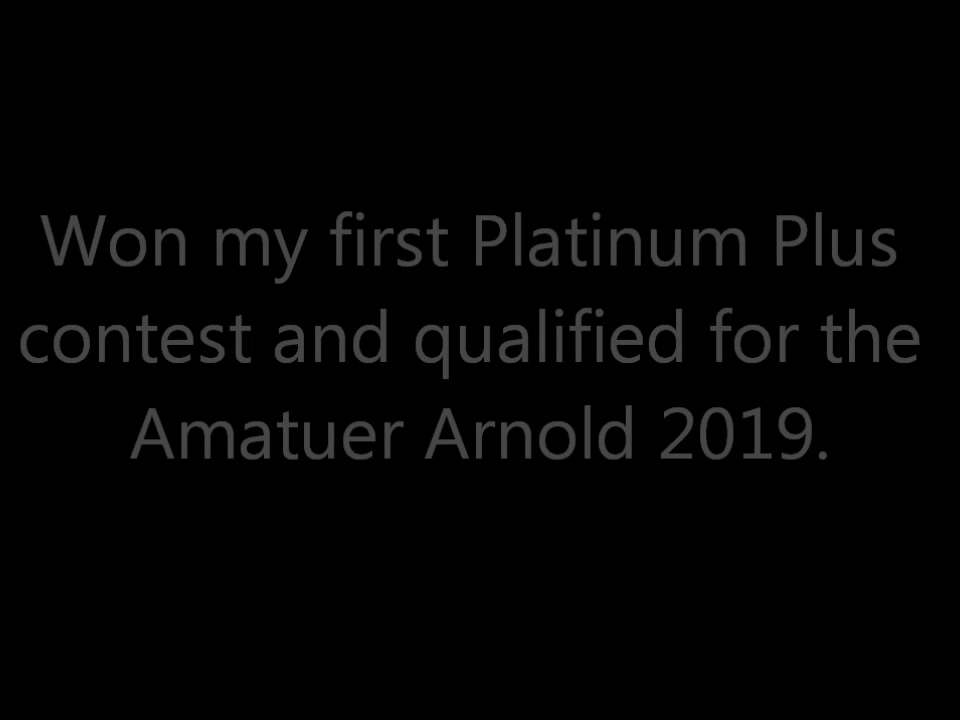 Won my first Platinum Plus
contest and qualified for the
Amatuer Arnold 2019.